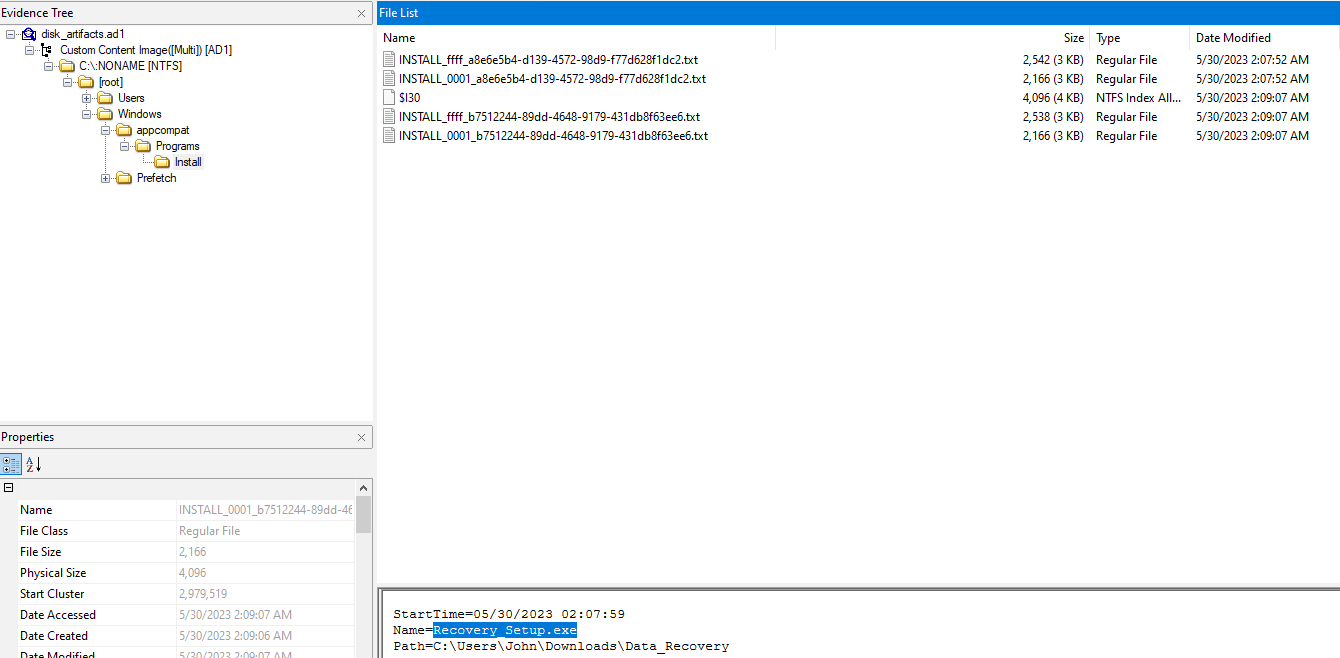 Evidence Tree
disk_artifacts.ad1
Custom Content Image([Multi]) [AD1]
C:\:NONAME [NTFS]
[root]
Users
Windows
appcompat
Programs
Install
Prefetch
File List
Name Size Type Date Modified
INSTALL_ffff_a8e6e5b4-d139-4572-98d9-f77d628f1dc2.txt 2,542 (3 KB) Regular File 5/30/2023 2:07:52 AM
INSTALL_0001_a8e6e5b4-d139-4572-98d9-f77d628f1dc2.txt 2,166 (3 KB) Regular File 5/30/2023 2:07:52 AM
$I30 4,096 (4 KB) NTFS Index All... 5/30/2023 2:09:07 AM
INSTALL_ffff_b7512244-89dd-4648-9179-431db8f63ee6.txt 2,538 (3 KB) Regular File 5/30/2023 2:09:07 AM
INSTALL_0001_b7512244-89dd-4648-9179-431db8f63ee6.txt 2,166 (3 KB) Regular File 5/30/2023 2:09:07 AM
Properties
Name INSTALL_0001_b7512244-89dd-46
File Class Regular File
File Size 2,166
Physical Size 4,096
Start Cluster 2,979,519
Date Accessed 5/30/2023 2:09:07 AM
Date Created 5/30/2023 2:09:06 AM
Date Modified 5/30/2023 2:09:07 AM
StartTime=05/30/2023 02:07:59
Name=Recovery_Setup.exe
Path=C:\Users\John\Downloads\Data_Recovery